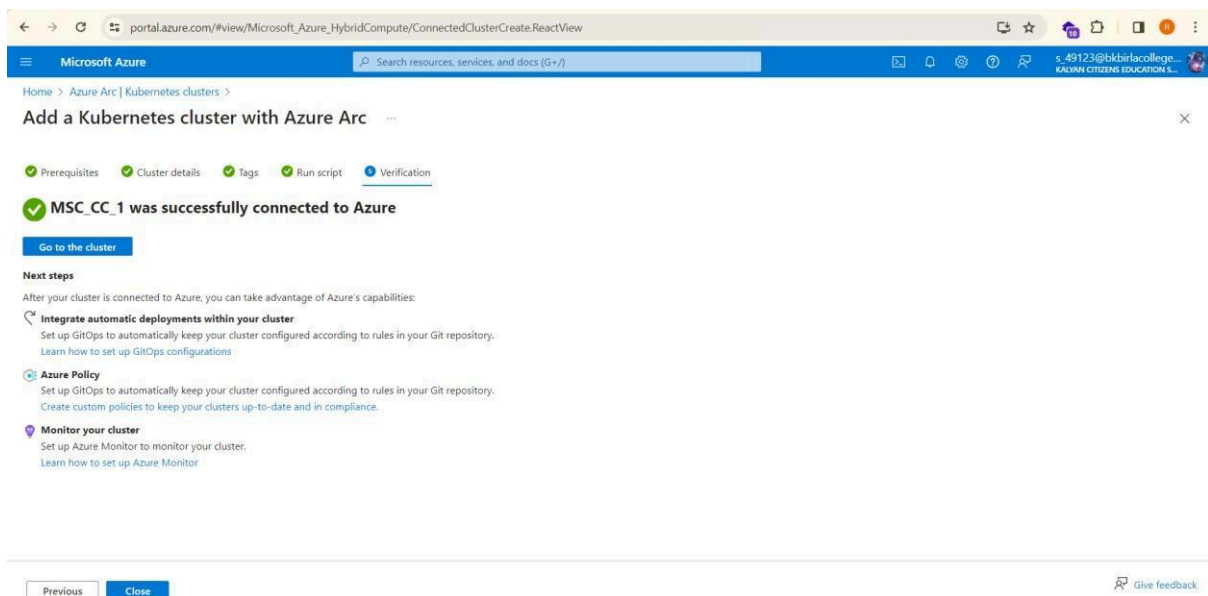 portal.azure.com/#view/Microsoft_Azure_HybridCompute/ConnectedClusterCreate.ReactView
10
R
Microsoft Azure
Search resources, services, and docs (G+/)
s_49123@bkbirlacollege...
KALYAN CITIZENS EDUCATION S...
Home > Azure Arc | Kubernetes clusters >
Add a Kubernetes cluster with Azure Arc ...
Prerequisites Cluster details Tags Run script 5 Verification
MSC_CC_1 was successfully connected to Azure
Go to the cluster
Next steps
After your cluster is connected to Azure, you can take advantage of Azure's capabilities:
Integrate automatic deployments within your cluster
Set up GitOps to automatically keep your cluster configured according to rules in your Git repository.
Learn how to set up GitOps configurations
Azure Policy
Set up GitOps to automatically keep your cluster configured according to rules in your Git repository.
Create custom policies to keep your clusters up-to-date and in compliance.
Monitor your cluster
Set up Azure Monitor to monitor your cluster.
Learn how to set up Azure Monitor
Previous Close Give feedback